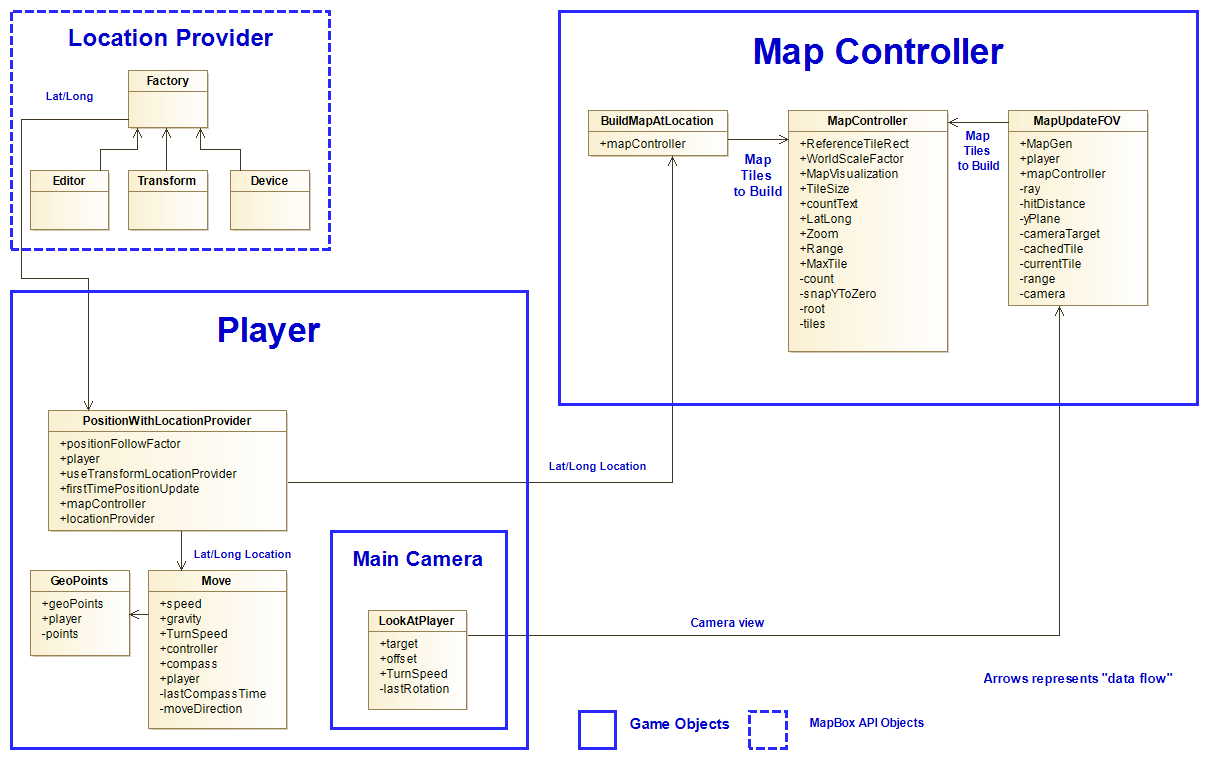 Location Provider
Factory
Lat/Long
Editor
Transform
Device
Map Controller
BuildMapAtLocation
+mapController
Map
Tiles
to Build
MapController
+ReferenceTileRect
+WorldScaleFactor
+MapVisualization
+TileSize
+countText
+LatLong
+Zoom
+Range
+MaxTile
-count
-snapYToZero
-root
-tiles
Map
Tiles
to Build
MapUpdateFOV
+MapGen
+player
+mapController
-ray
-hitDistance
-yPlane
-cameraTarget
-cachedTile
-currentTile
-range
-camera
Player
PositionWithLocationProvider
+positionFollowFactor
+player
+useTransformLocationProvider
+firstTimePositionUpdate
+mapController
+locationProvider
Lat/Long Location
Lat/Long Location
GeoPoints
+geoPoints
+player
-points
Move
+speed
+gravity
+TurnSpeed
+controller
+compass
+player
-lastCompassTime
-moveDirection
Main Camera
LookAtPlayer
+target
+offset
+TurnSpeed
-lastRotation
Camera view
Arrows represents "data flow"
Game Objects
MapBox API Objects